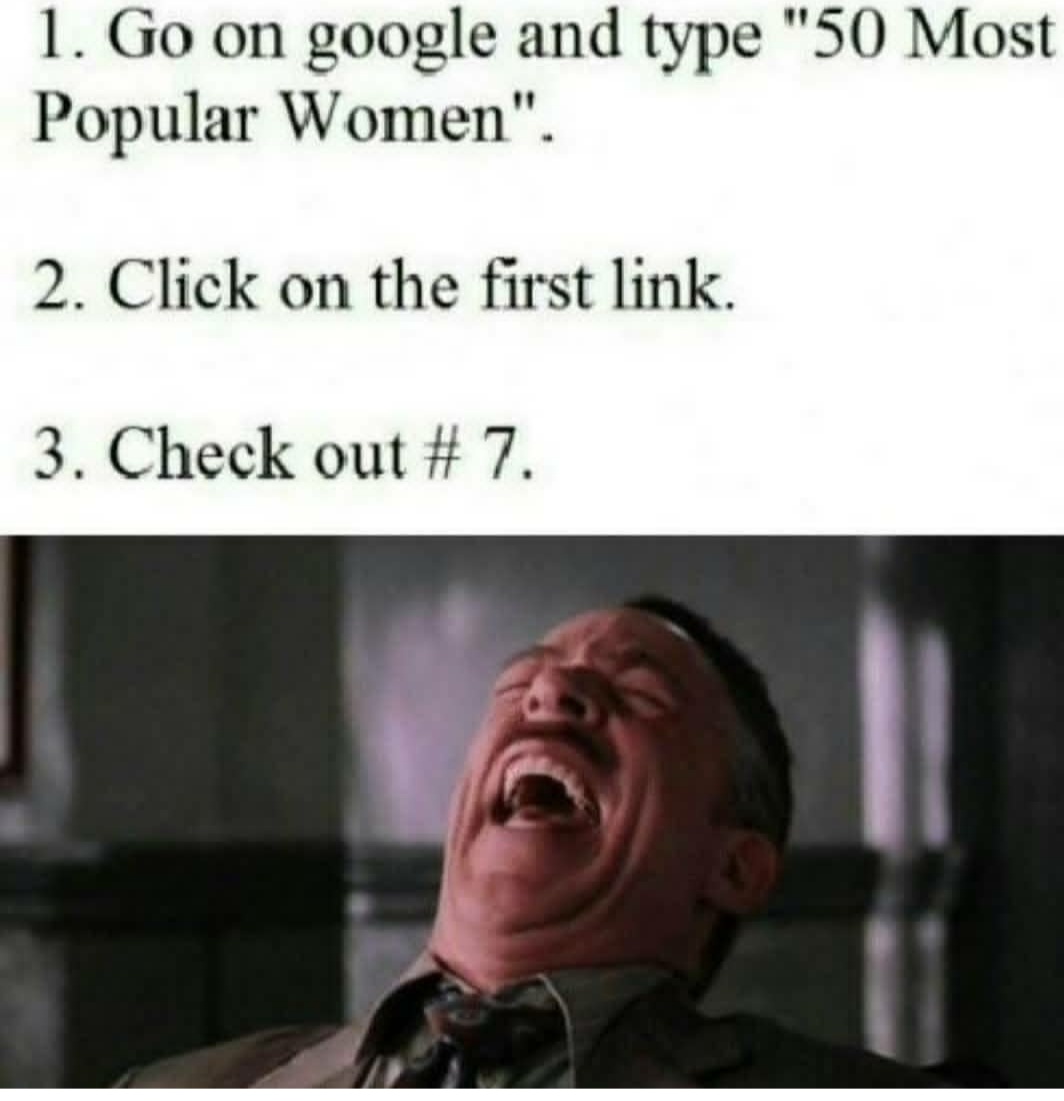 1. Go on google and type "50 Most
Popular Women".
2. Click on the first link.
3. Check out # 7.